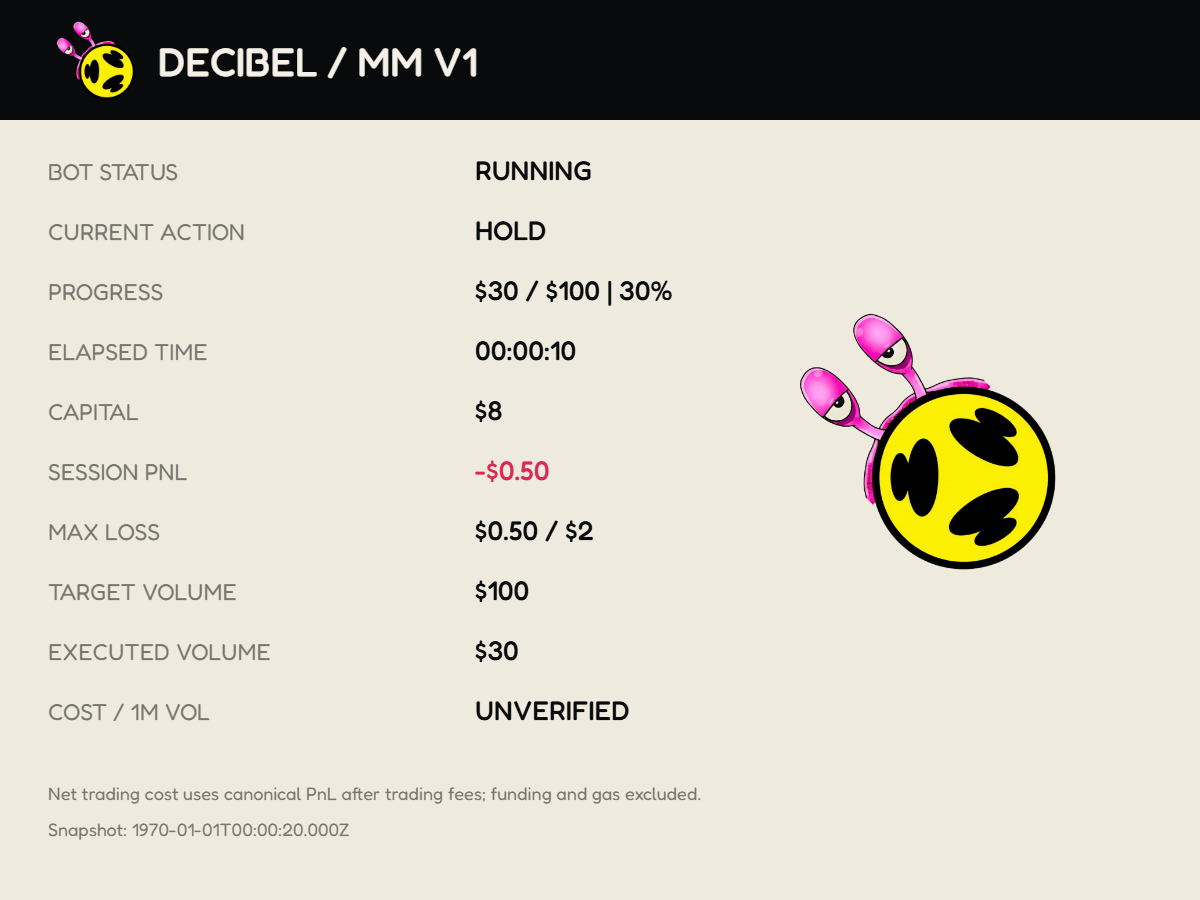 DECIBEL / MM V1
BOT STATUS RUNNING
CURRENT ACTION HOLD
PROGRESS $30 / $100 | 30%
ELAPSED TIME 00:00:10
CAPITAL $8
SESSION PNL -$0.50
MAX LOSS $0.50 / $2
TARGET VOLUME $100
EXECUTED VOLUME $30
COST / 1M VOL UNVERIFIED
Net trading cost uses canonical PnL after trading fees; funding and gas excluded.
Snapshot: 1970-01-01T00:00:20.000Z